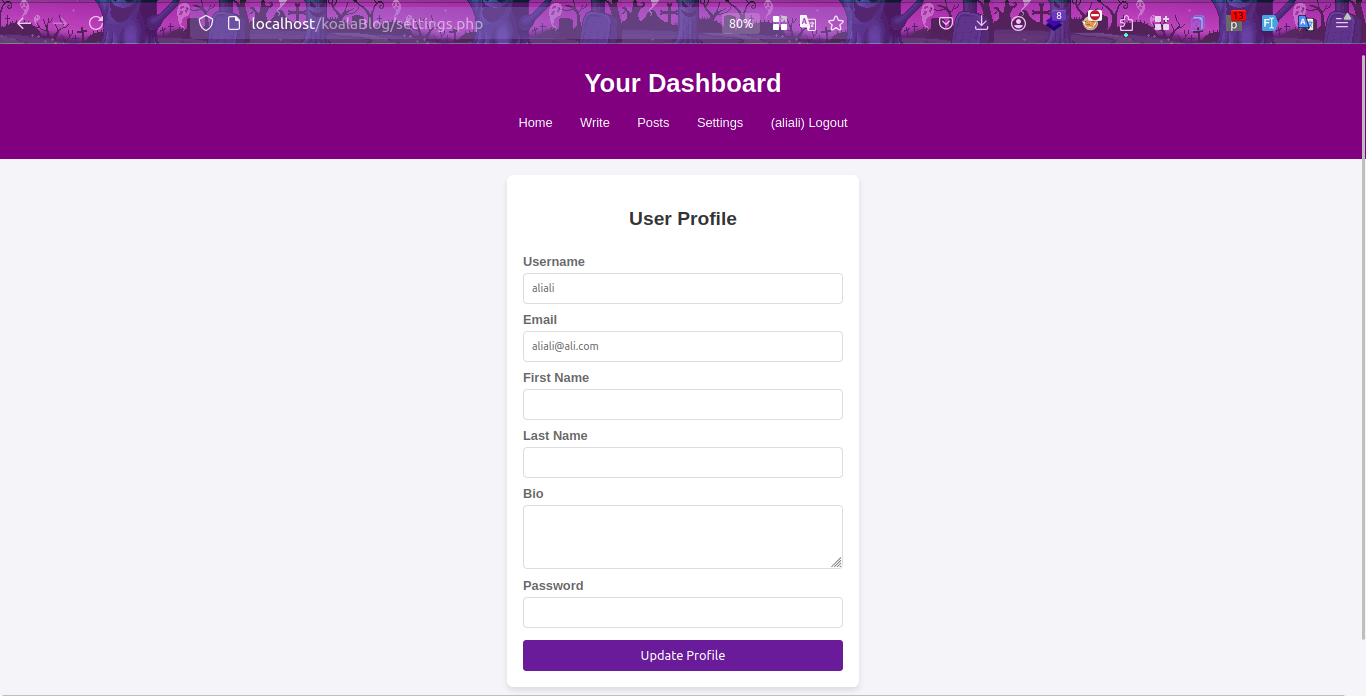 localhost/koalaBlog/settings.php
80%
8
13
p
Your Dashboard
Home Write Posts Settings (aliali) Logout
User Profile
Username
aliali
Email
aliali@ali.com
First Name
Last Name
Bio
Password
Update Profile